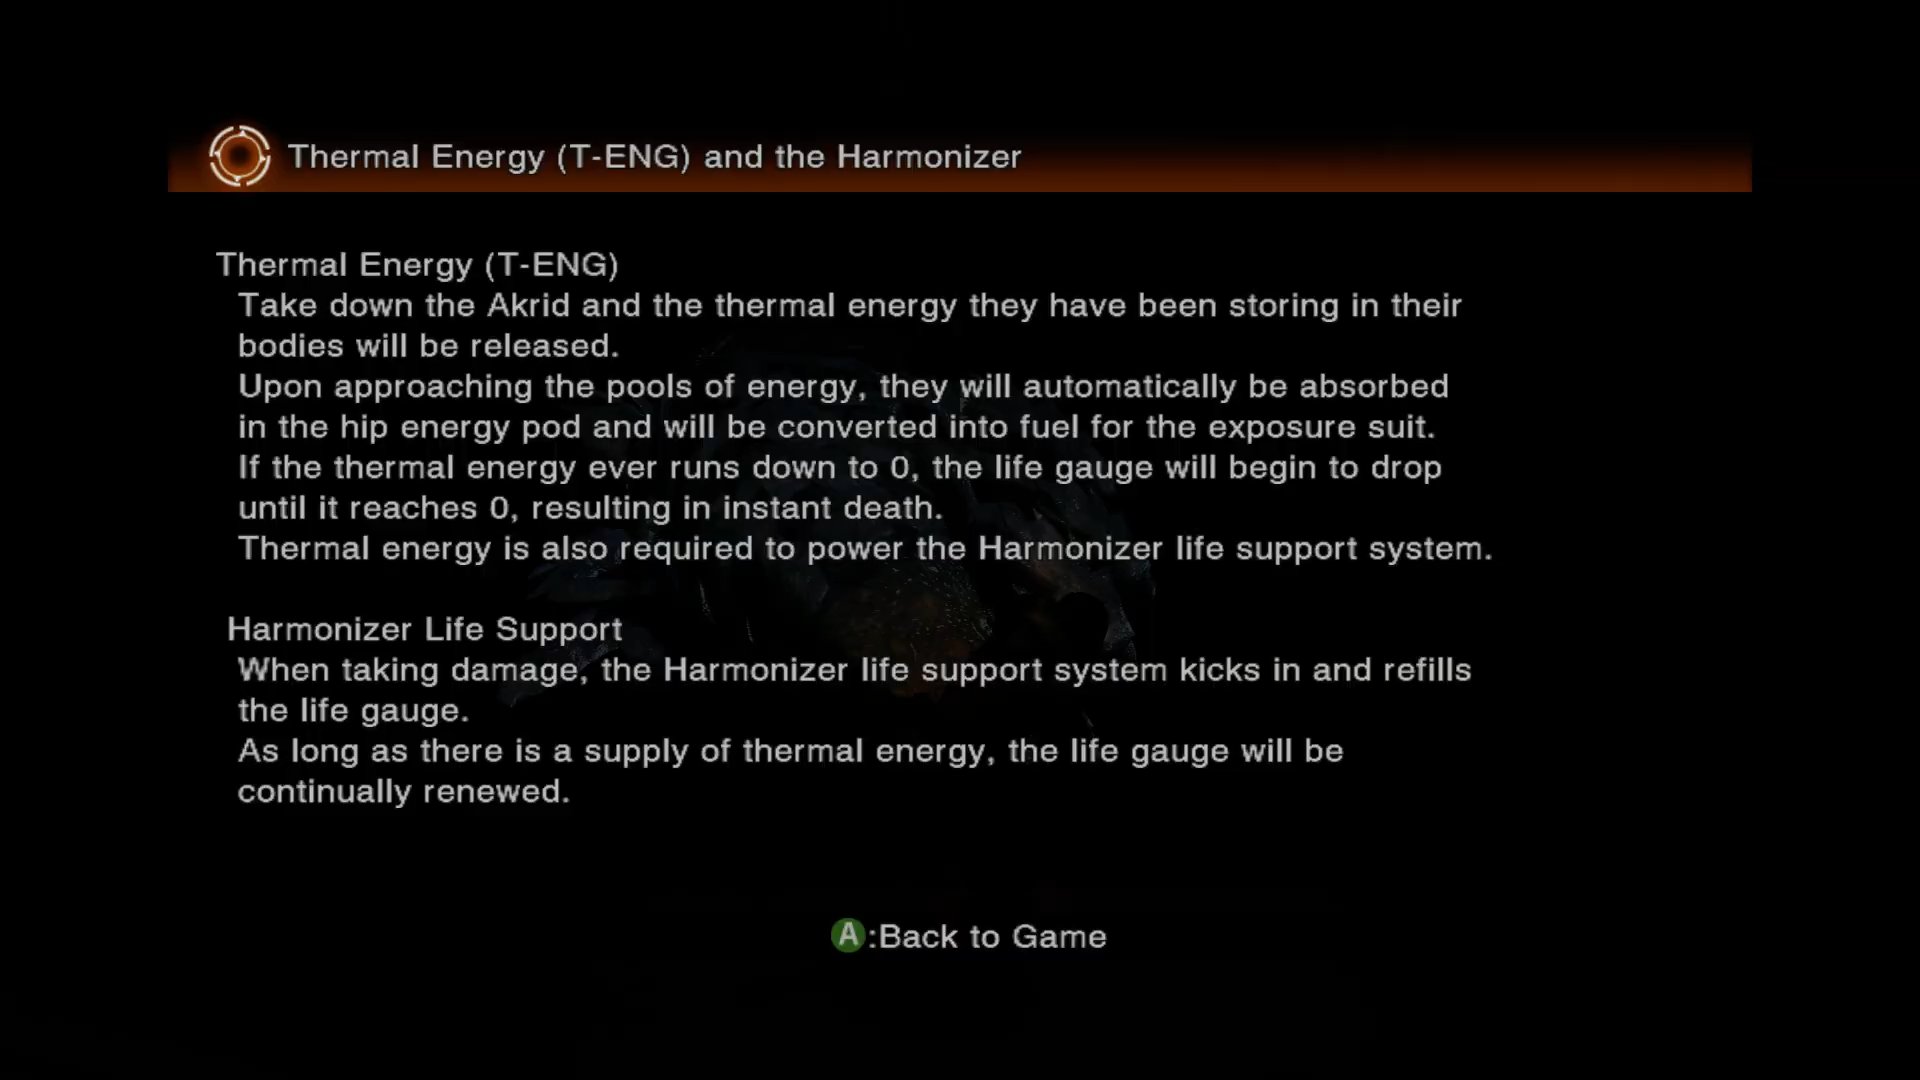 Thermal Energy (T-ENG) and the Harmonizer
Thermal Energy (T-ENG)
Take down the Akrid and the thermal energy they have been storing in their
bodies will be released.
Upon approaching the pools of energy, they will automatically be absorbed
in the hip energy pod and will be converted into fuel for the exposure suit.
If the thermal energy ever runs down to 0, the life gauge will begin to drop
until it reaches 0, resulting in instant death.
Thermal energy is also required to power the Harmonizer life support system.
Harmonizer Life Support
When taking damage, the Harmonizer life support system kicks in and refills
the life gauge.
As long as there is a supply of thermal energy, the life gauge will be
continually renewed.
A:Back to Game